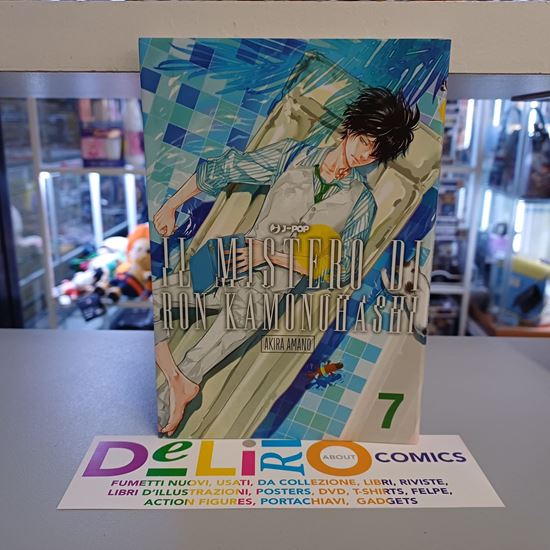 J-POP
IL MISTERO DI
RON KAMONOHASHI
AKIRA AMANO
7
DeLiRiO ABOUT COMICS
FUMETTI NUOVI, USATI, DA COLLEZIONE, LIBRI, RIVISTE,
LIBRI D'ILLUSTRAZIONI, POSTERS, DVD, T-SHIRTS, FELPE,
ACTION FIGURES, PORTACHIAVI, GADGETS